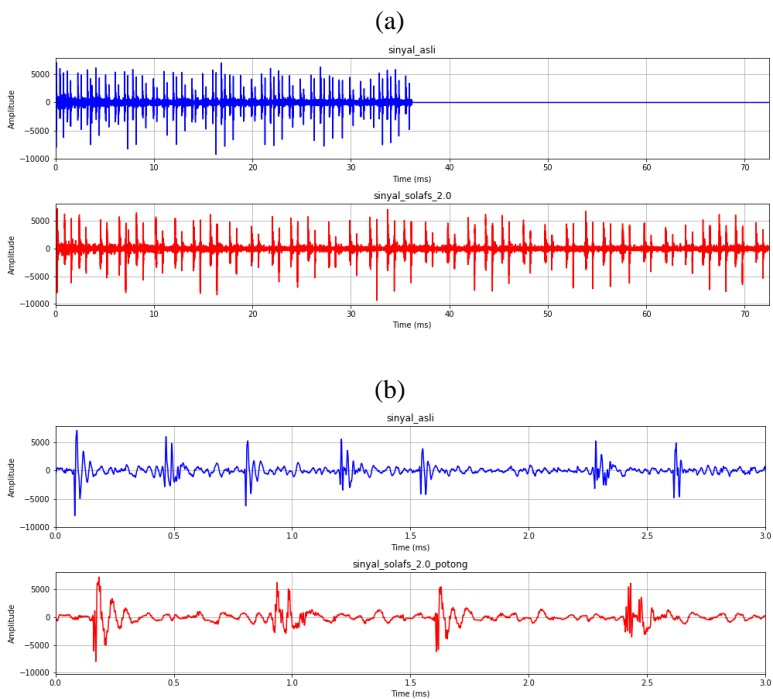 (a)
sinyal_asli
5000
0
−5000
−10000
Amplitude
0 10 20 30 40 50 60 70
Time (ms)
sinyal_solafs_2.0
5000
0
−5000
−10000
Amplitude
0 10 20 30 40 50 60 70
Time (ms)
(b)
sinyal_asli
5000
0
−5000
−10000
Amplitude
0.0 0.5 1.0 1.5 2.0 2.5 3.0
Time (ms)
sinyal_solafs_2.0_potong
5000
0
−5000
−10000
Amplitude
0.0 0.5 1.0 1.5 2.0 2.5 3.0
Time (ms)